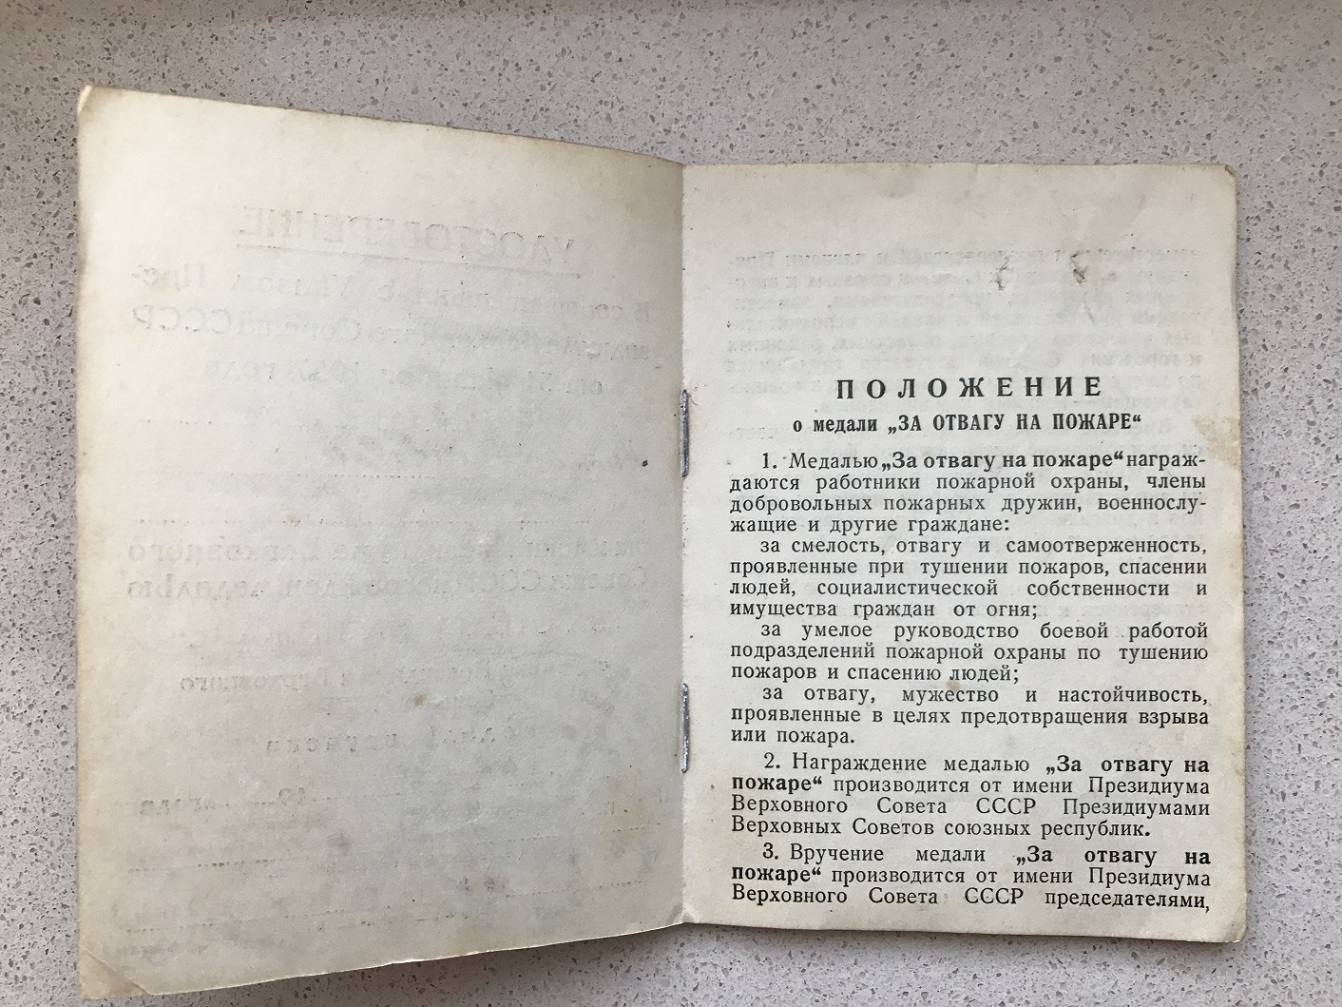 ПОЛОЖЕНИЕ
о медали „ЗА ОТВАГУ НА ПОЖАРЕ“
1. Медалью „За отвагу на пожаре“ награж-
даются работники пожарной охраны, члены
добровольных пожарных дружин, военнослу-
жащие и другие граждане:
за смелость, отвагу и самоотверженность,
проявленные при тушении пожаров, спасении
людей, социалистической собственности и
имущества граждан от огня;
за умелое руководство боевой работой
подразделений пожарной охраны по тушению
пожаров и спасению людей;
за отвагу, мужество и настойчивость,
проявленные в целях предотвращения взрыва
или пожара.
2. Награждение медалью „За отвагу на
пожаре“ производится от имени Президиума
Верховного Совета СССР Президиумами
Верховных Советов союзных республик.
3. Вручение медали „За отвагу на
пожаре“ производится от имени Президиума
Верховного Совета СССР председателями,